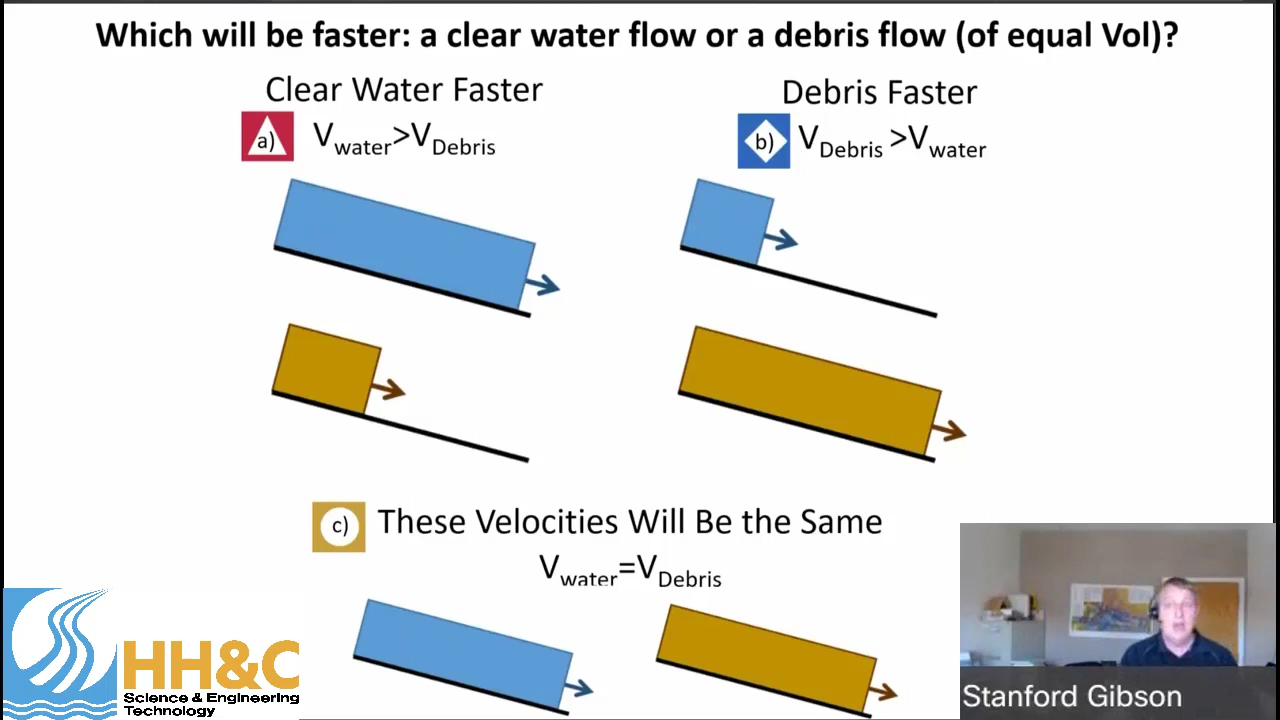 Which will be faster: a clear water flow or a debris flow (of equal Vol)?
Clear Water Faster
a) Vwater>VDebris
Debris Faster
b) VDebris >Vwater
c) These Velocities Will Be the Same
Vwater=VDebris
HH&C
Science & Engineering
Technology
Stanford Gibson